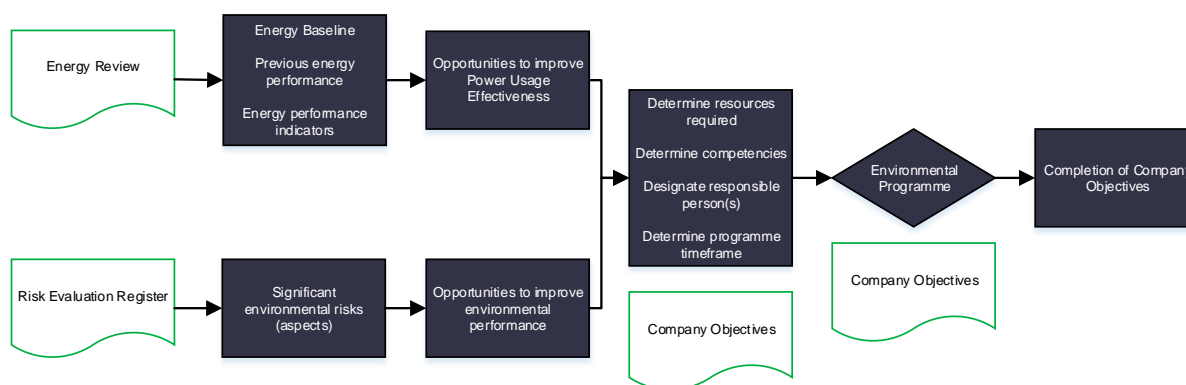 Energy Review
Energy Baseline
Previous energy
performance
Energy performance
indicators
Opportunities to improve
Power Usage
Effectiveness
Determine resources
required
Determine competencies
Designate responsible
person(s)
Determine programme
timeframe
Environmental
Programme
Completion of Company
Objectives
Risk Evaluation Register
Significant
environmental risks
(aspects)
Opportunities to improve
environmental
performance
Company Objectives
Company Objectives